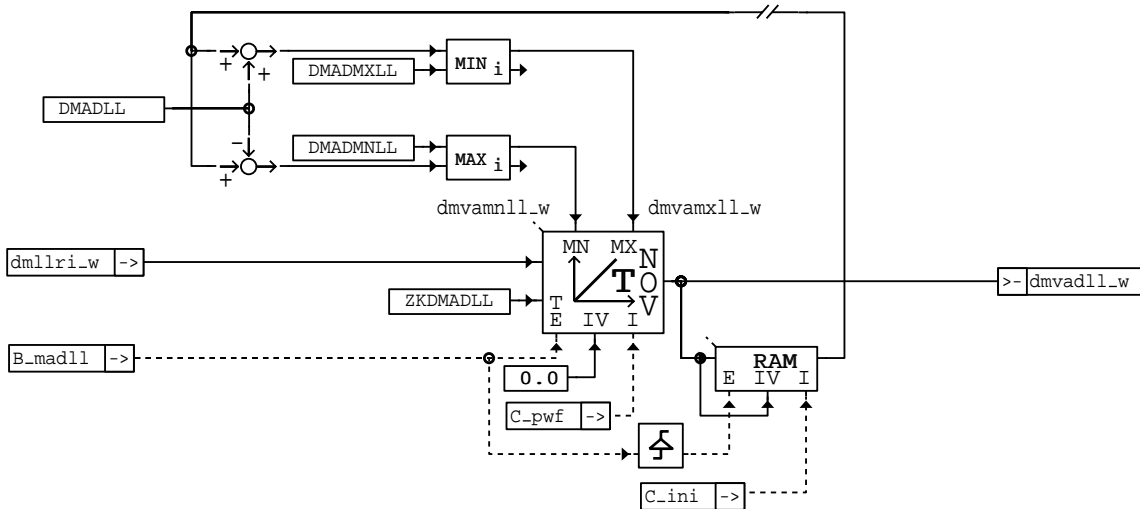 +
+
DMADMXLL
MIN i
DMADLL
-
DMADMNLL
MAX i
+
dmvamnll_w
dmvamxll_w
MN MX N
dmllri_w ->
T O
>- dmvadll_w
ZKDMADLL
T V
E IV I
B_madll ->
RAM
0.0
E IV I
C_pwf ->
C_ini ->